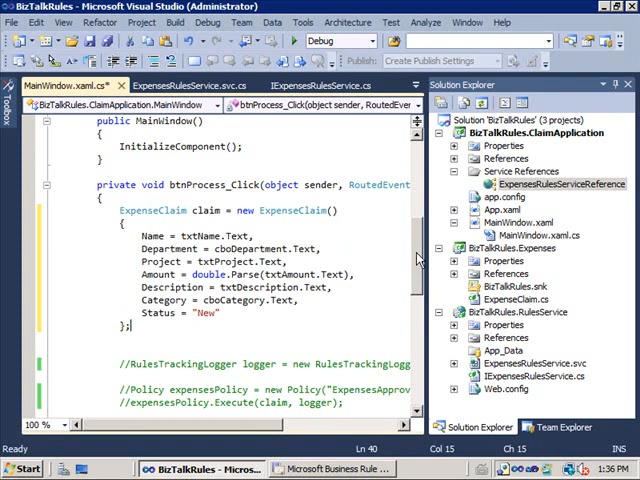 BizTalkRules - Microsoft Visual Studio (Administrator)
File Edit View Refactor Project Build Debug Team Data Tools Architecture Test Analyze Window Help
Debug
Publish: Create Publish Settings
MainWindow.xaml.cs* ExpensesRulesService.svc.cs IExpensesRulesService.cs
BizTalkRules.ClaimApplication.MainWindow btnProcess_Click(object sender, RoutedEver
Toolbox
public MainWindow()
{
InitializeComponent();
}
private void btnProcess_Click(object sender, RoutedEvent
{
ExpenseClaim claim = new ExpenseClaim()
{
Name = txtName.Text,
Department = cboDepartment.Text,
Project = txtProject.Text,
Amount = double.Parse(txtAmount.Text),
Description = txtDescription.Text,
Category = cboCategory.Text,
Status = "New"
};
//RulesTrackingLogger logger = new RulesTrackingLogg
//Policy expensesPolicy = new Policy("ExpensesApprov
//expensesPolicy.Execute(claim, logger);
100 %
Solution Explorer
Solution 'BizTalkRules' (3 projects)
BizTalkRules.ClaimApplication
Properties
References
Service References
ExpensesRulesServiceReference
app.config
App.xaml
MainWindow.xaml
MainWindow.xaml.cs
BizTalkRules.Expenses
Properties
References
BizTalkRules.snk
ExpenseClaim.cs
BizTalkRules.RulesService
Properties
References
App_Data
ExpensesRulesService.svc
IExpensesRulesService.cs
Web.config
Solution Explorer Team Explorer
Ready Ln 40 Col 15 Ch 15 INS
Start BizTalkRules - Micros... Microsoft Business Rule ... 1:36 PM